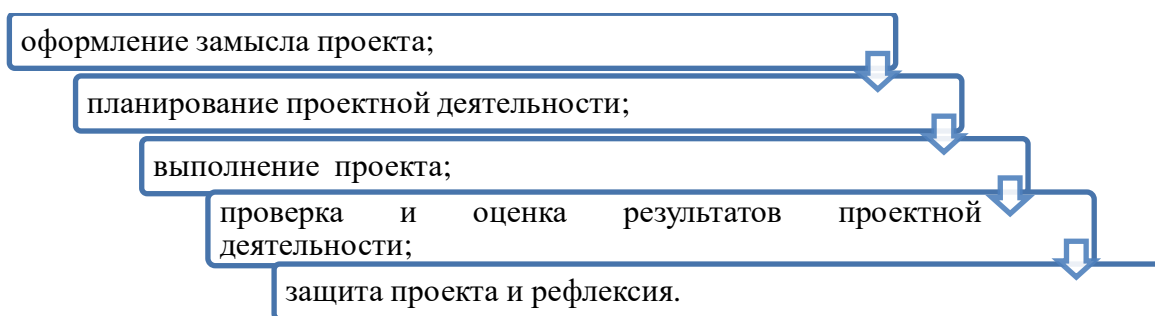 оформление замысла проекта;
планирование проектной деятельности;
выполнение проекта;
проверка и оценка результатов проектной
деятельности;
защита проекта и рефлексия.